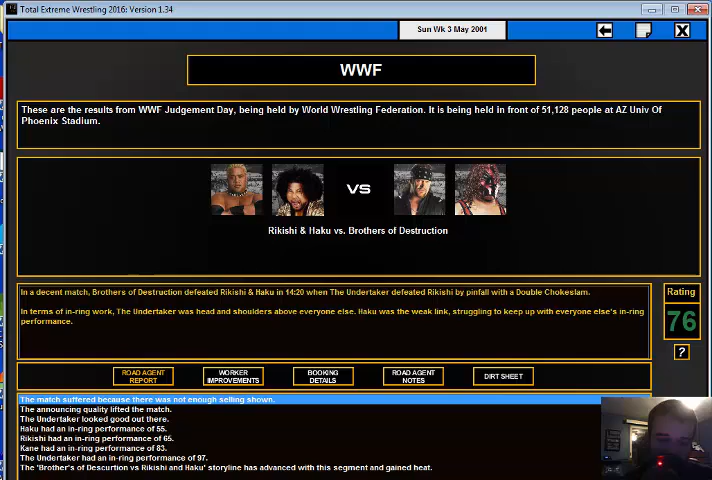 Total Extreme Wrestling 2016: Version 1.34
Sun Wk 3 May 2001
WWF
These are the results from WWF Judgement Day, being held by World Wrestling Federation. It is being held in front of 51,128 people at AZ Univ Of
Phoenix Stadium.
VS
Rikishi & Haku vs. Brothers of Destruction
In a decent match, Brothers of Destruction defeated Rikishi & Haku in 14:20 when The Undertaker defeated Rikishi by pinfall with a Double Chokeslam.
In terms of in-ring work, The Undertaker was head and shoulders above everyone else. Haku was the weak link, struggling to keep up with everyone else's in-ring
performance.
Rating
76
?
ROAD AGENT
REPORT
WORKER
IMPROVEMENTS
BOOKING
DETAILS
ROAD AGENT
NOTES
DIRT SHEET
The match suffered because there was not enough selling shown.
The announcing quality lifted the match.
The Undertaker looked good out there.
Haku had an in-ring performance of 55.
Rikishi had an in-ring performance of 65.
Kane had an in-ring performance of 83.
The Undertaker had an in-ring performance of 97.
The 'Brother's of Descurtion vs Rikishi and Haku' storyline has advanced with this segment and gained heat.